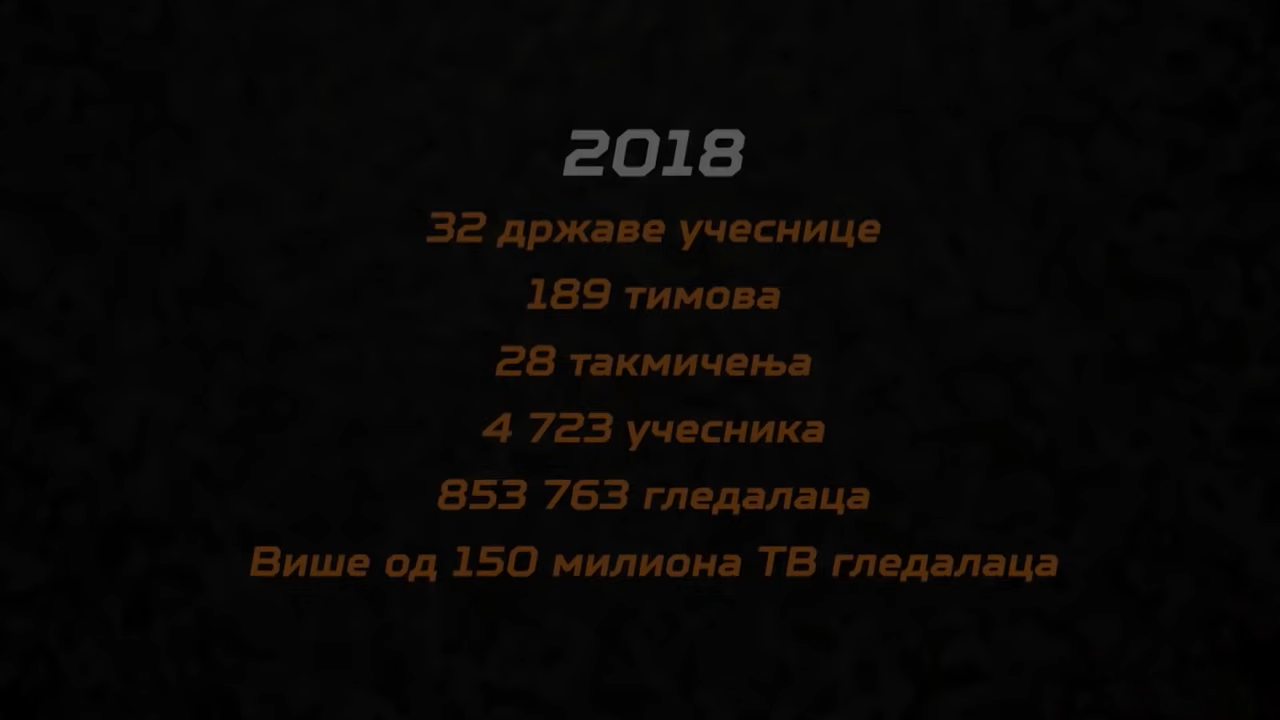 2018
32 државе учеснице
189 тимова
28 такмичења
4 723 учесника
853 763 гледалаца
Више од 150 милиона ТВ гледалаца